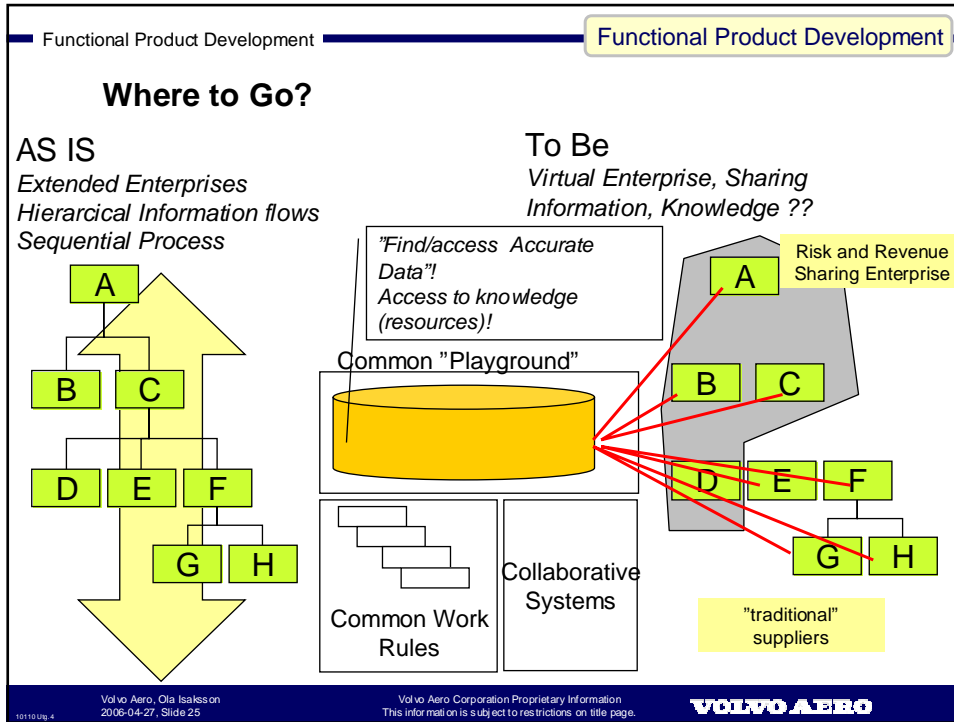 Functional Product Development
Functional Product Development
Where to Go?
AS IS
Extended Enterprises
Hierarcical Information flows
Sequential Process
To Be
Virtual Enterprise, Sharing
Information, Knowledge ??
"Find/access Accurate
Data"!
Access to knowledge
(resources)!
Risk and Revenue
Sharing Enterprise
A
B
C
D
E
F
G
H
Common "Playground"
Common Work
Rules
Collaborative
Systems
A
B
C
D
E
F
G
H
"traditional"
suppliers
10110 Utg. 4
Volvo Aero, Ola Isaksson
2006-04-27, Slide 25
Volvo Aero Corporation Proprietary Information
This information is subject to restrictions on title page.
VOLVO AERO